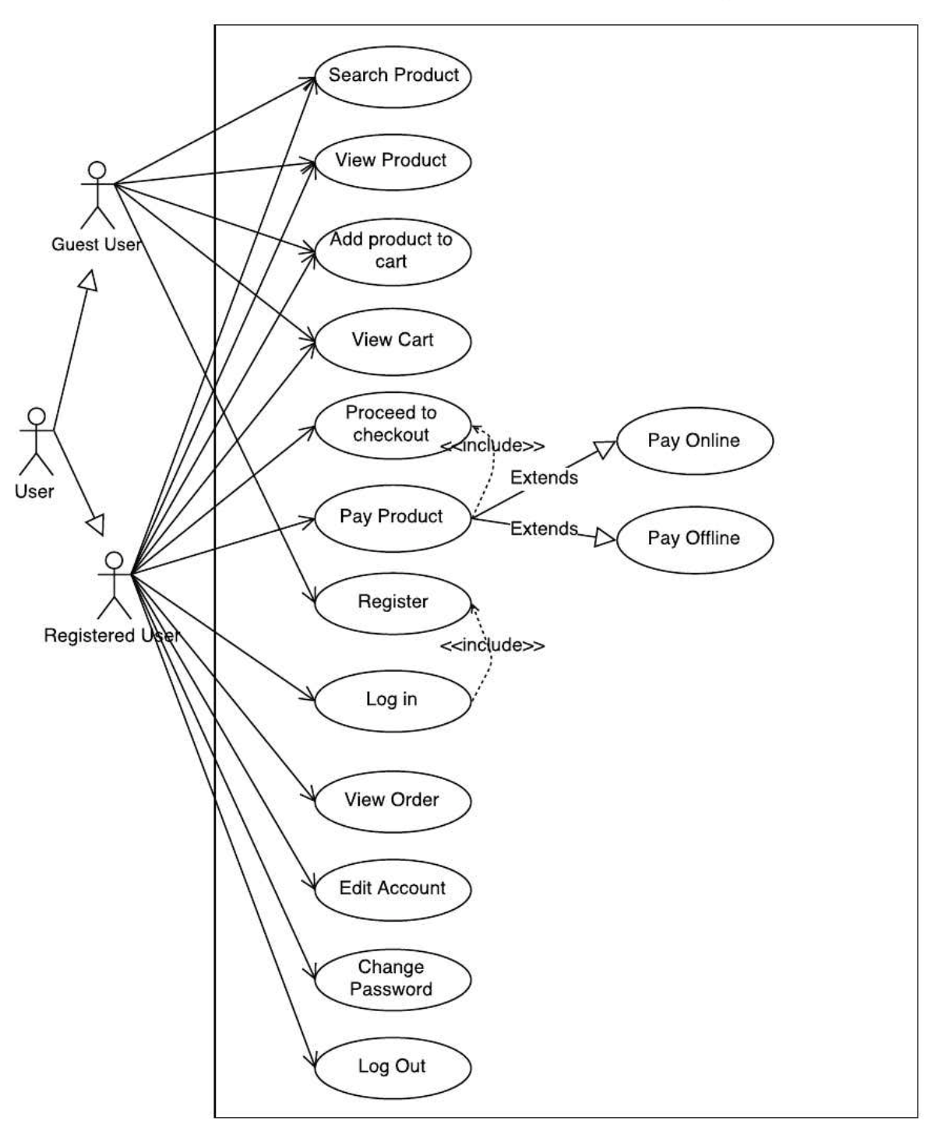 Search Product
View Product
Guest User
Add product to
cart
View Cart
Proceed to
checkout
<<include>>
Pay Online
Extends
User
Pay Product
Extends
Pay Offline
Register
Registered User
<<include>>
Log in
View Order
Edit Account
Change
Password
Log Out